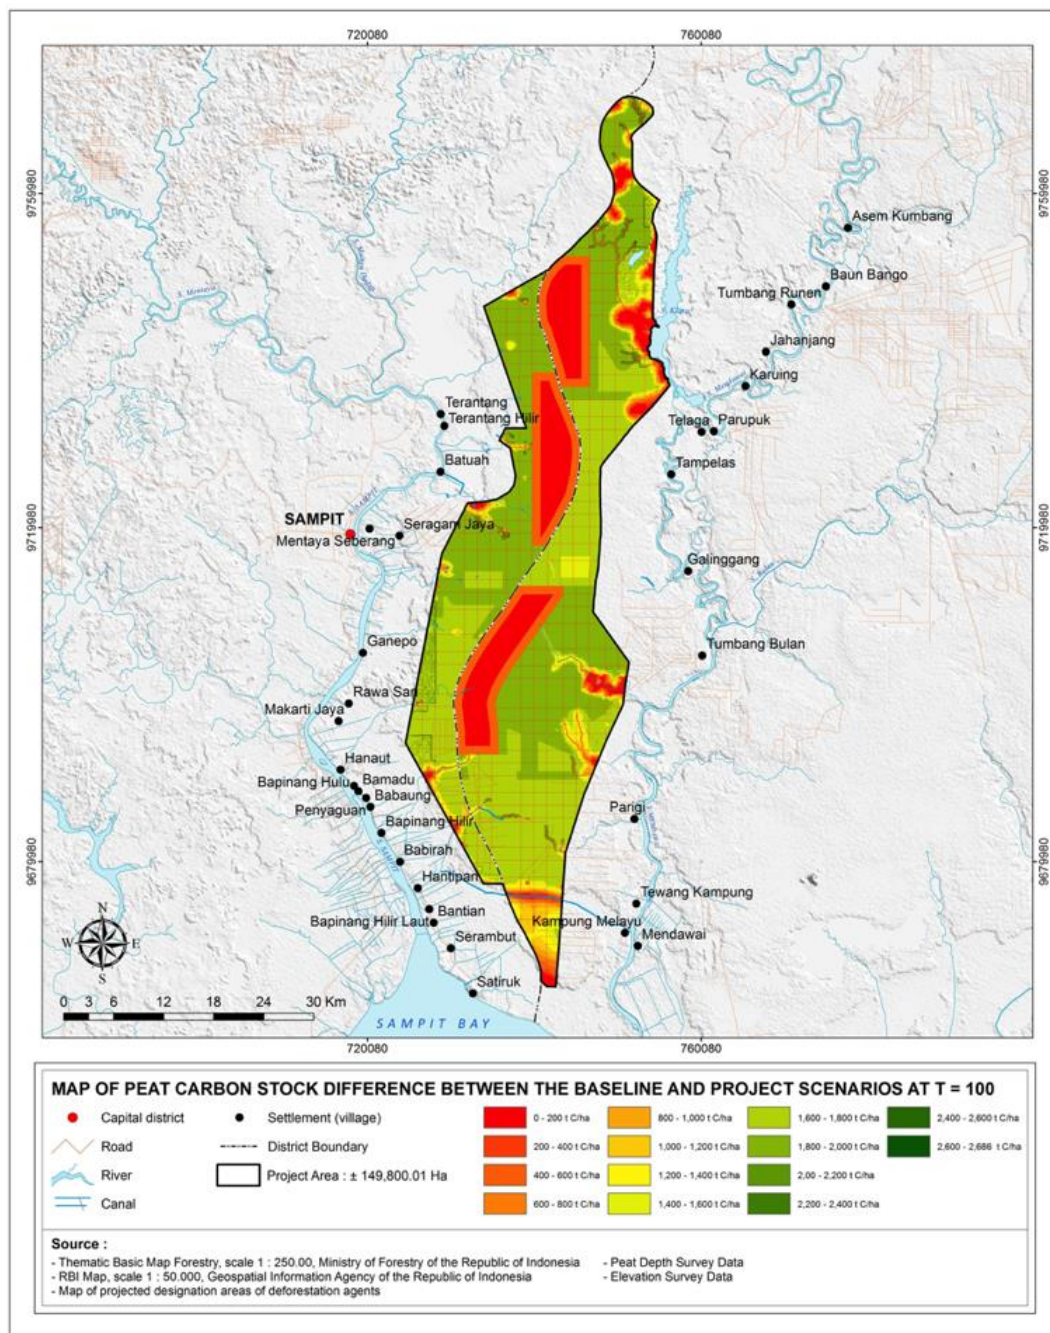 720080 760080
9759980 9759980
Asem Kumbang
S. Mentaya
Baun Bango
Tumbang Runen
Jahanjang
Karuing
Terantang
Terantang Hilir
Telaga Parupuk
Batuah
Tampelas
S. SAMPIT
SAMPIT
Seragam Jaya
Mentaya Seberang
9719980 9719980
Galinggang
Ganepo
Tumbang Bulan
Rawa Sari
Makarti Jaya
Hanaut
Bapinang Hulu Bamadu
Babaung
Penyaguan
Parigi
Bapinang Hilir
S. SAMPIT
Babirah
9679980 9679980
Hantipan
Tewang Kampung
Bantian
Bapinang Hilir Laut
Kampung Melayu
Mendawai
Serambut
Satiruk
N
W E
S
0 3 6 12 18 24 30 Km
SAMPIT BAY
720080 760080
MAP OF PEAT CARBON STOCK DIFFERENCE BETWEEN THE BASELINE AND PROJECT SCENARIOS AT T = 100
Capital district
Road
River
Canal
Settlement (village)
District Boundary
Project Area : ± 149,800.01 Ha
0 - 200 t C/ha
200 - 400 t C/ha
400 - 600 t C/ha
600 - 800 t C/ha
800 - 1,000 t C/ha
1,000 - 1,200 t C/ha
1,200 - 1,400 t C/ha
1,400 - 1,600 t C/ha
1,600 - 1,800 t C/ha
1,800 - 2,000 t C/ha
2,00 - 2,200 t C/ha
2,200 - 2,400 t C/ha
2,400 - 2,600 t C/ha
2,600 - 2,686 t C/ha
Source :
- Thematic Basic Map Forestry, scale 1 : 250.00, Ministry of Forestry of the Republic of Indonesia
- RBI Map, scale 1 : 50.000, Geospatial Information Agency of the Republic of Indonesia
- Map of projected designation areas of deforestation agents
- Peat Depth Survey Data
- Elevation Survey Data